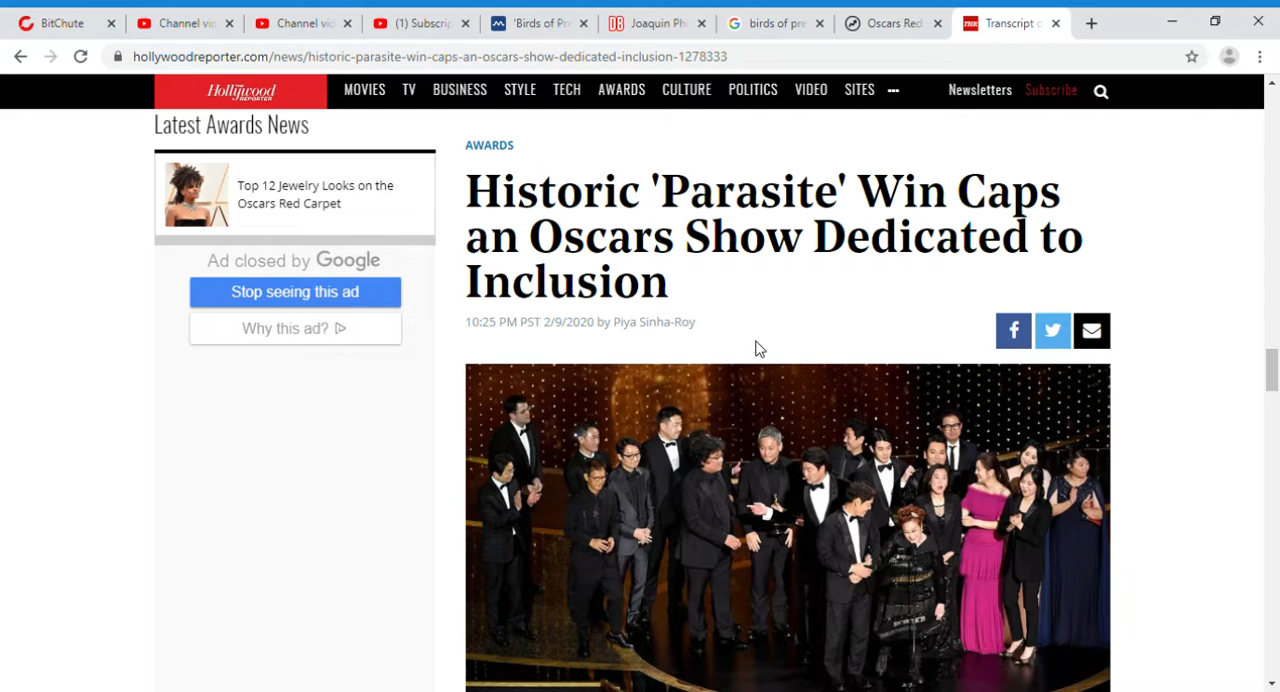 BitChute
Channel vi
Channel vi
(1) Subscrip
'Birds of Pr
Joaquin Ph
birds of pre
Oscars Red
Transcript o
hollywoodreporter.com/news/historic-parasite-win-caps-an-oscars-show-dedicated-inclusion-1278333
Hollywood
REPORTER
MOVIES TV BUSINESS STYLE TECH AWARDS CULTURE POLITICS VIDEO SITES ••• Newsletters Subscribe
Latest Awards News
Top 12 Jewelry Looks on the
Oscars Red Carpet
Ad closed by Google
Stop seeing this ad
Why this ad?
AWARDS
Historic 'Parasite' Win Caps
an Oscars Show Dedicated to
Inclusion
10:25 PM PST 2/9/2020 by Piya Sinha-Roy